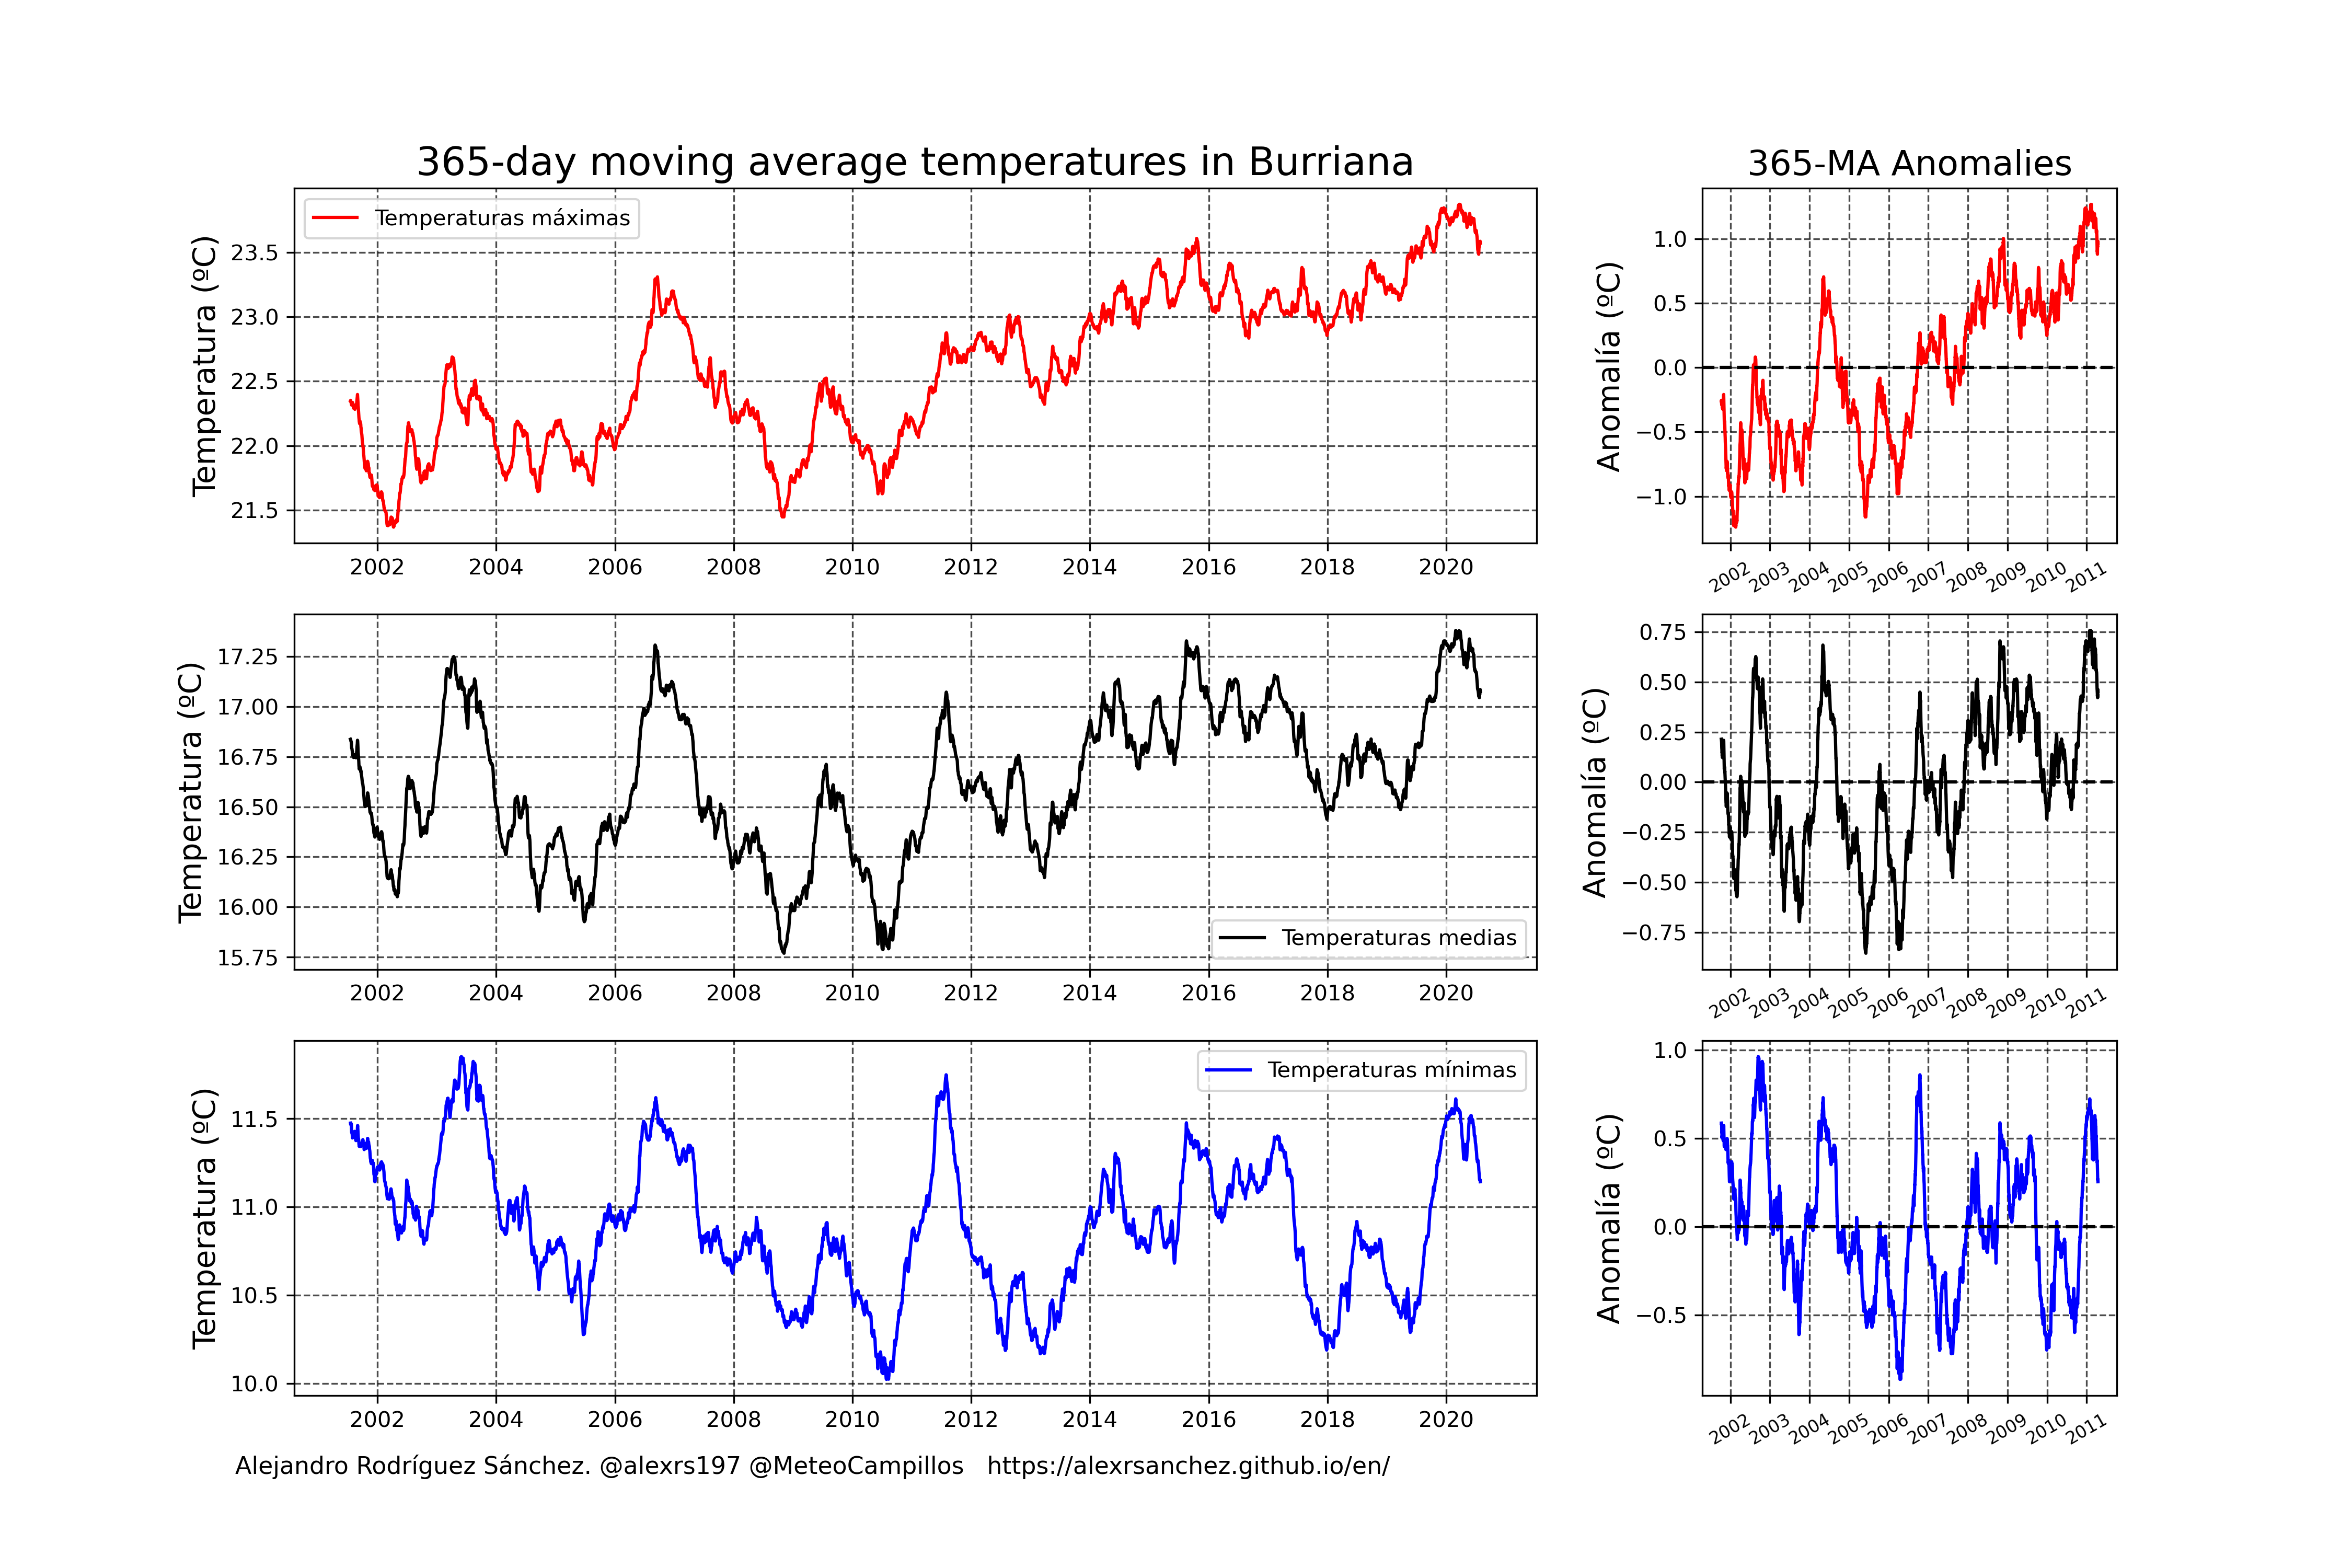 365-day moving average temperatures in Burriana
365-MA Anomalies
Temperatura (ºC)
23.5
23.0
22.5
22.0
21.5
Temperaturas máximas
2002 2004 2006 2008 2010 2012 2014 2016 2018 2020
Anomalía (ºC)
1.0
0.5
0.0
−0.5
−1.0
2002 2003 2004 2005 2006 2007 2008 2009 2010 2011
Temperatura (ºC)
17.25
17.00
16.75
16.50
16.25
16.00
15.75
Temperaturas medias
2002 2004 2006 2008 2010 2012 2014 2016 2018 2020
Anomalía (ºC)
0.75
0.50
0.25
0.00
−0.25
−0.50
−0.75
2002 2003 2004 2005 2006 2007 2008 2009 2010 2011
Temperatura (ºC)
11.5
11.0
10.5
10.0
Temperaturas mínimas
2002 2004 2006 2008 2010 2012 2014 2016 2018 2020
Anomalía (ºC)
1.0
0.5
0.0
−0.5
2002 2003 2004 2005 2006 2007 2008 2009 2010 2011
Alejandro Rodríguez Sánchez. @alexrs197 @MeteoCampillos https://alexrsanchez.github.io/en/